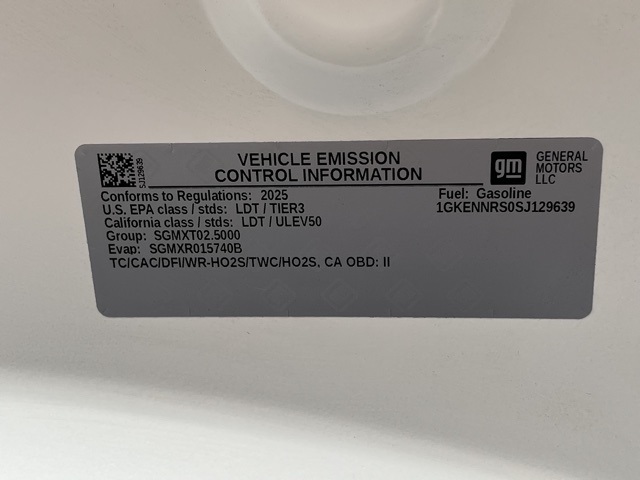 SJ129639
VEHICLE EMISSION
CONTROL INFORMATION
gm
GENERAL
MOTORS
LLC
Conforms to Regulations: 2025
Fuel: Gasoline
U.S. EPA class / stds: LDT / TIER3
1GKENNRS0SJ129639
California class / stds: LDT / ULEV50
Group: SGMXT02.5000
Evap: SGMXR015740B
TC/CAC/DFI/WR-HO2S/TWC/HO2S, CA OBD: II